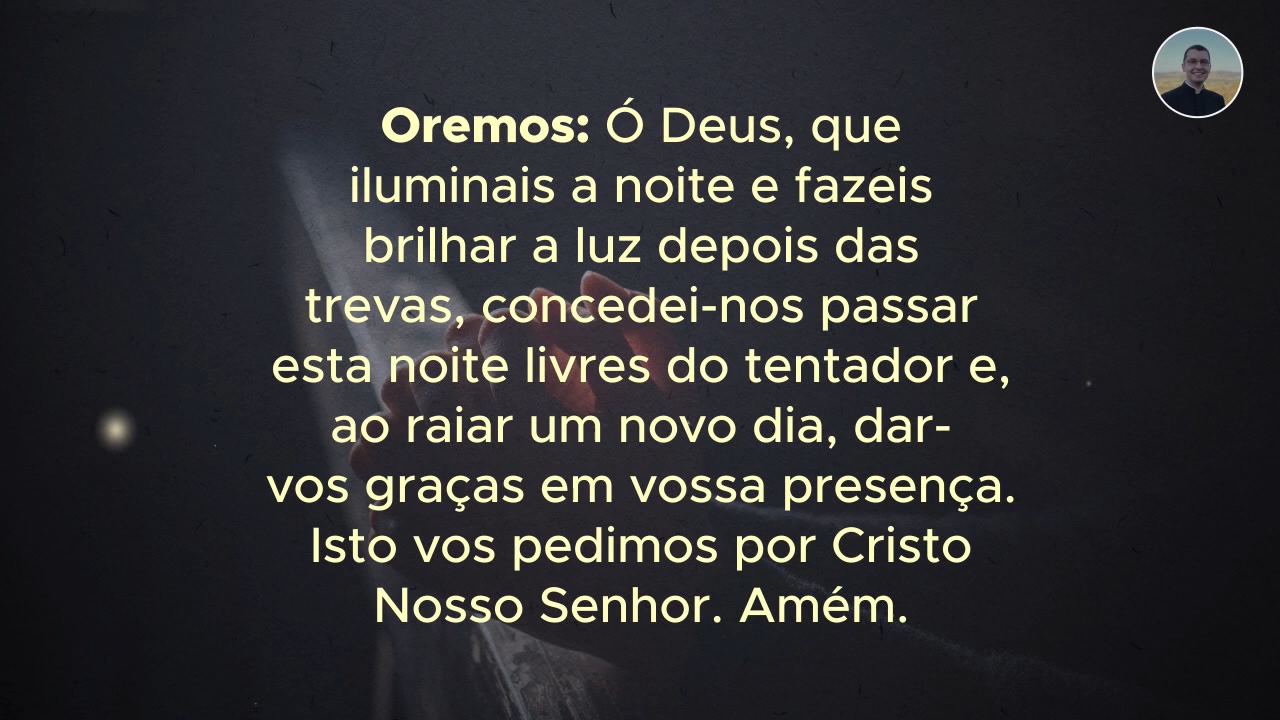 Oremos: Ó Deus, que
iluminais a noite e fazeis
brilhar a luz depois das
trevas, concedei-nos passar
esta noite livres do tentador e,
ao raiar um novo dia, dar-
vos graças em vossa presença.
Isto vos pedimos por Cristo
Nosso Senhor. Amém.